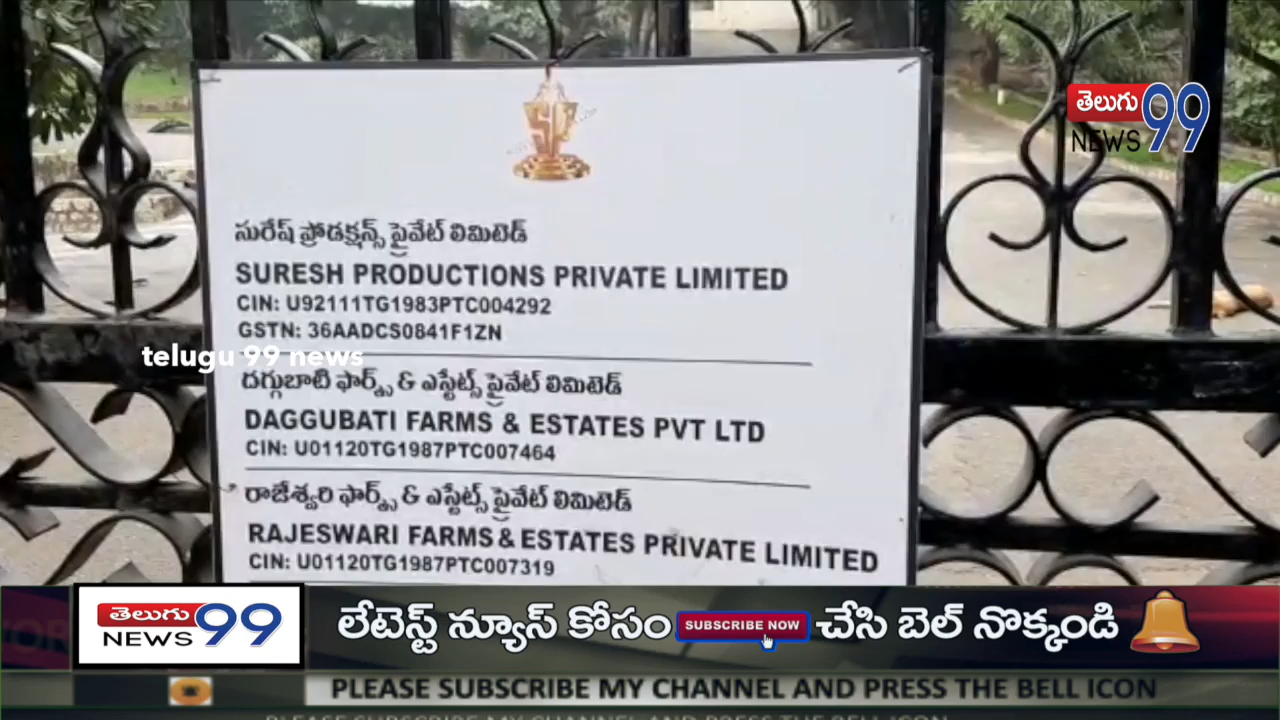 తెలుగు 99
NEWS
SP
సురేష్ ప్రొడక్షన్స్ ప్రైవేట్ లిమిటెడ్
SURESH PRODUCTIONS PRIVATE LIMITED
CIN: U92111TG1983PTC004292
GSTN: 36AADCS0841F1ZN
telugu 99 news
దగ్గుబాటి ఫార్మ్స్ & ఎస్టేట్స్ ప్రైవేట్ లిమిటెడ్
DAGGUBATI FARMS & ESTATES PVT LTD
CIN: U01120TG1987PTC007464
రాజేశ్వరి ఫార్మ్స్ & ఎస్టేట్స్ ప్రైవేట్ లిమిటెడ్
RAJESWARI FARMS & ESTATES PRIVATE LIMITED
CIN: U01120TG1987PTC007319
తెలుగు 99
NEWS
లేటెస్ట్ న్యూస్ కోసం SUBSCRIBE NOW చేసి బెల్ నొక్కండి
PLEASE SUBSCRIBE MY CHANNEL AND PRESS THE BELL ICON